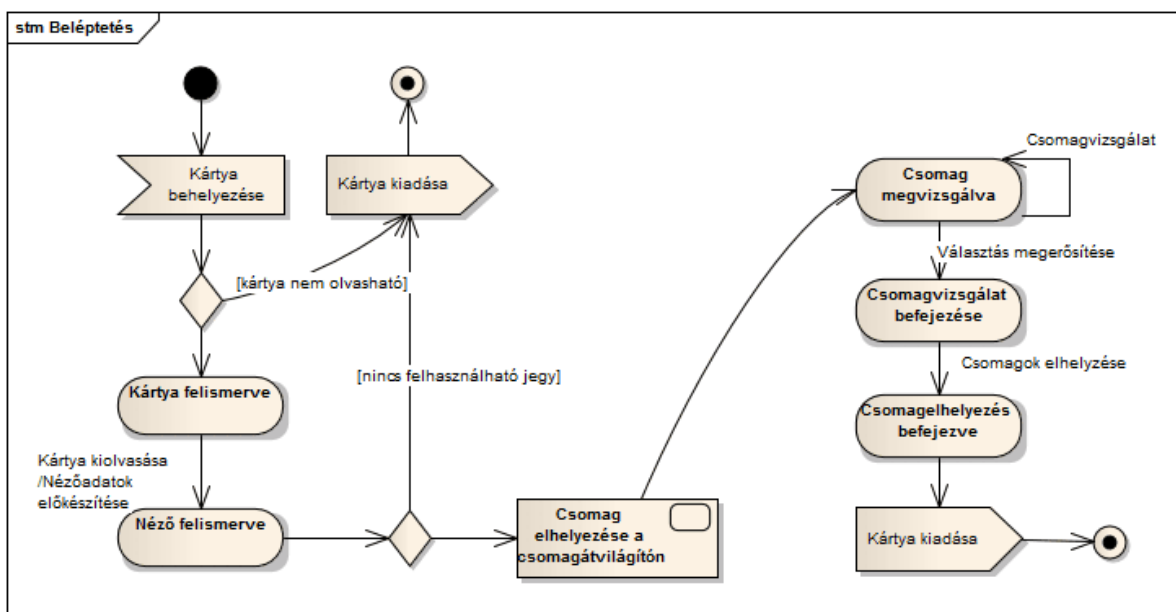 stm Beléptetés
Kártya
behelyezése
Kártya kiadása
[kártya nem olvasható]
Kártya felismerve
[nincs felhasználható jegy]
Kártya kiolvasása
/Nézőadatok
előkészítése
Néző felismerve
Csomag
elhelyezése a
csomagátvilágítón
Csomagvizsgálat
Csomag
megvizsgálva
Választás megerősítése
Csomagvizsgálat
befejezése
Csomagok elhelyzése
Csomagelhelyezés
befejezve
Kártya kiadása